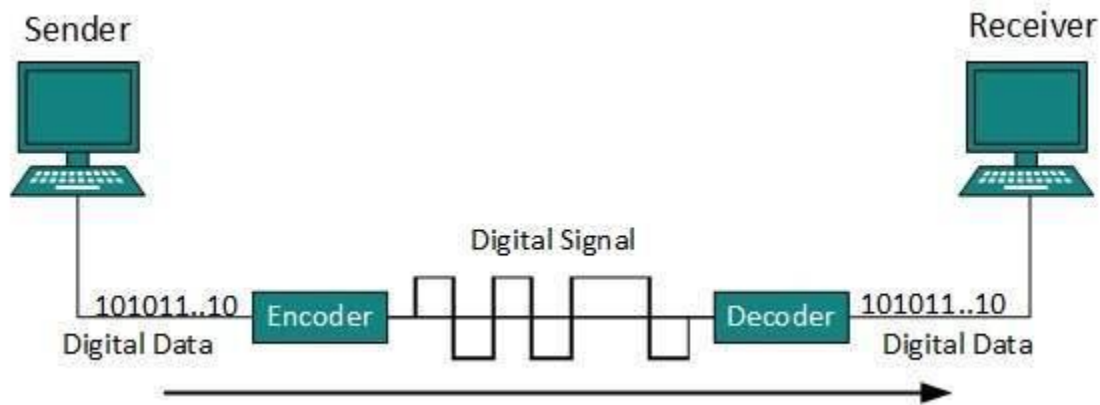 Sender
Receiver
Digital Signal
101011..10
Encoder
Decoder
101011..10
Digital Data
Digital Data